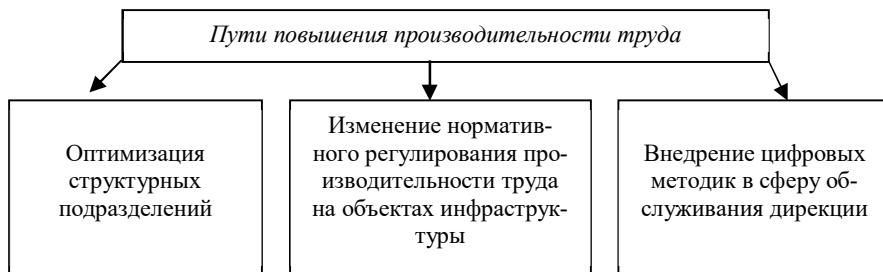 Пути повышения производительности труда
Оптимизация
структурных
подразделений
Изменение норматив-
ного регулирования про-
изводительности труда
на объектах инфраструк-
туры
Внедрение цифровых
методик в сферу об-
служивания дирекции